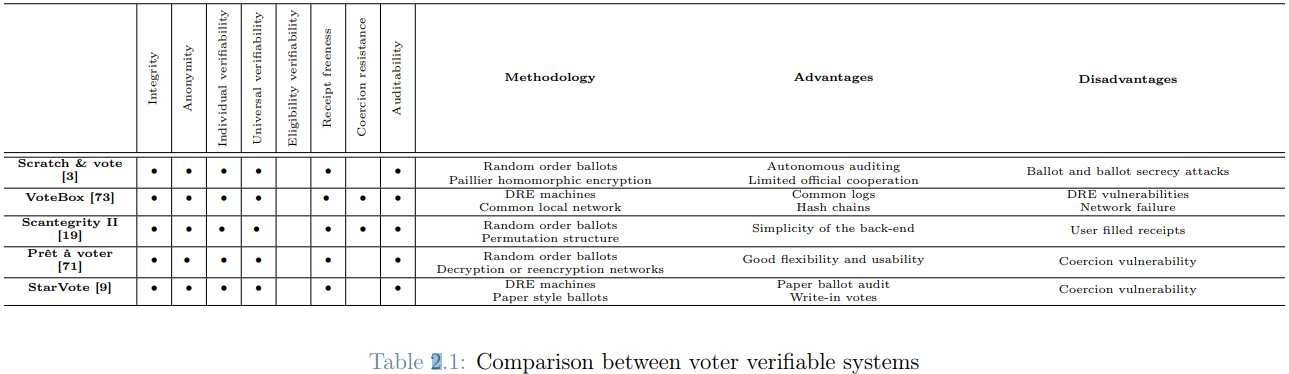 Integrity
Anonymity
Individual verifiability
Universal verifiability
Eligibility verifiability
Receipt freeness
Coercion resistance
Auditability
Methodology
Advantages
Disadvantages
Scratch & vote
[3]
• • • • • •
Random order ballots
Paillier homomorphic encryption
Autonomous auditing
Limited official cooperation
Ballot and ballot secrecy attacks
VoteBox [73]
• • • • • • •
DRE machines
Common local network
Common logs
Hash chains
DRE vulnerabilities
Network failure
Scantegrity II
[19]
• • • • • • •
Random order ballots
Permutation structure
Simplicity of the back-end
User filled receipts
Prêt à voter
[71]
• • • • • •
Random order ballots
Decryption or reencryption networks
Good flexibility and usability
Coercion vulnerability
StarVote [9]
• • • • • •
DRE machines
Paper style ballots
Paper ballot audit
Write-in votes
Coercion vulnerability
Table 2.1: Comparison between voter verifiable systems